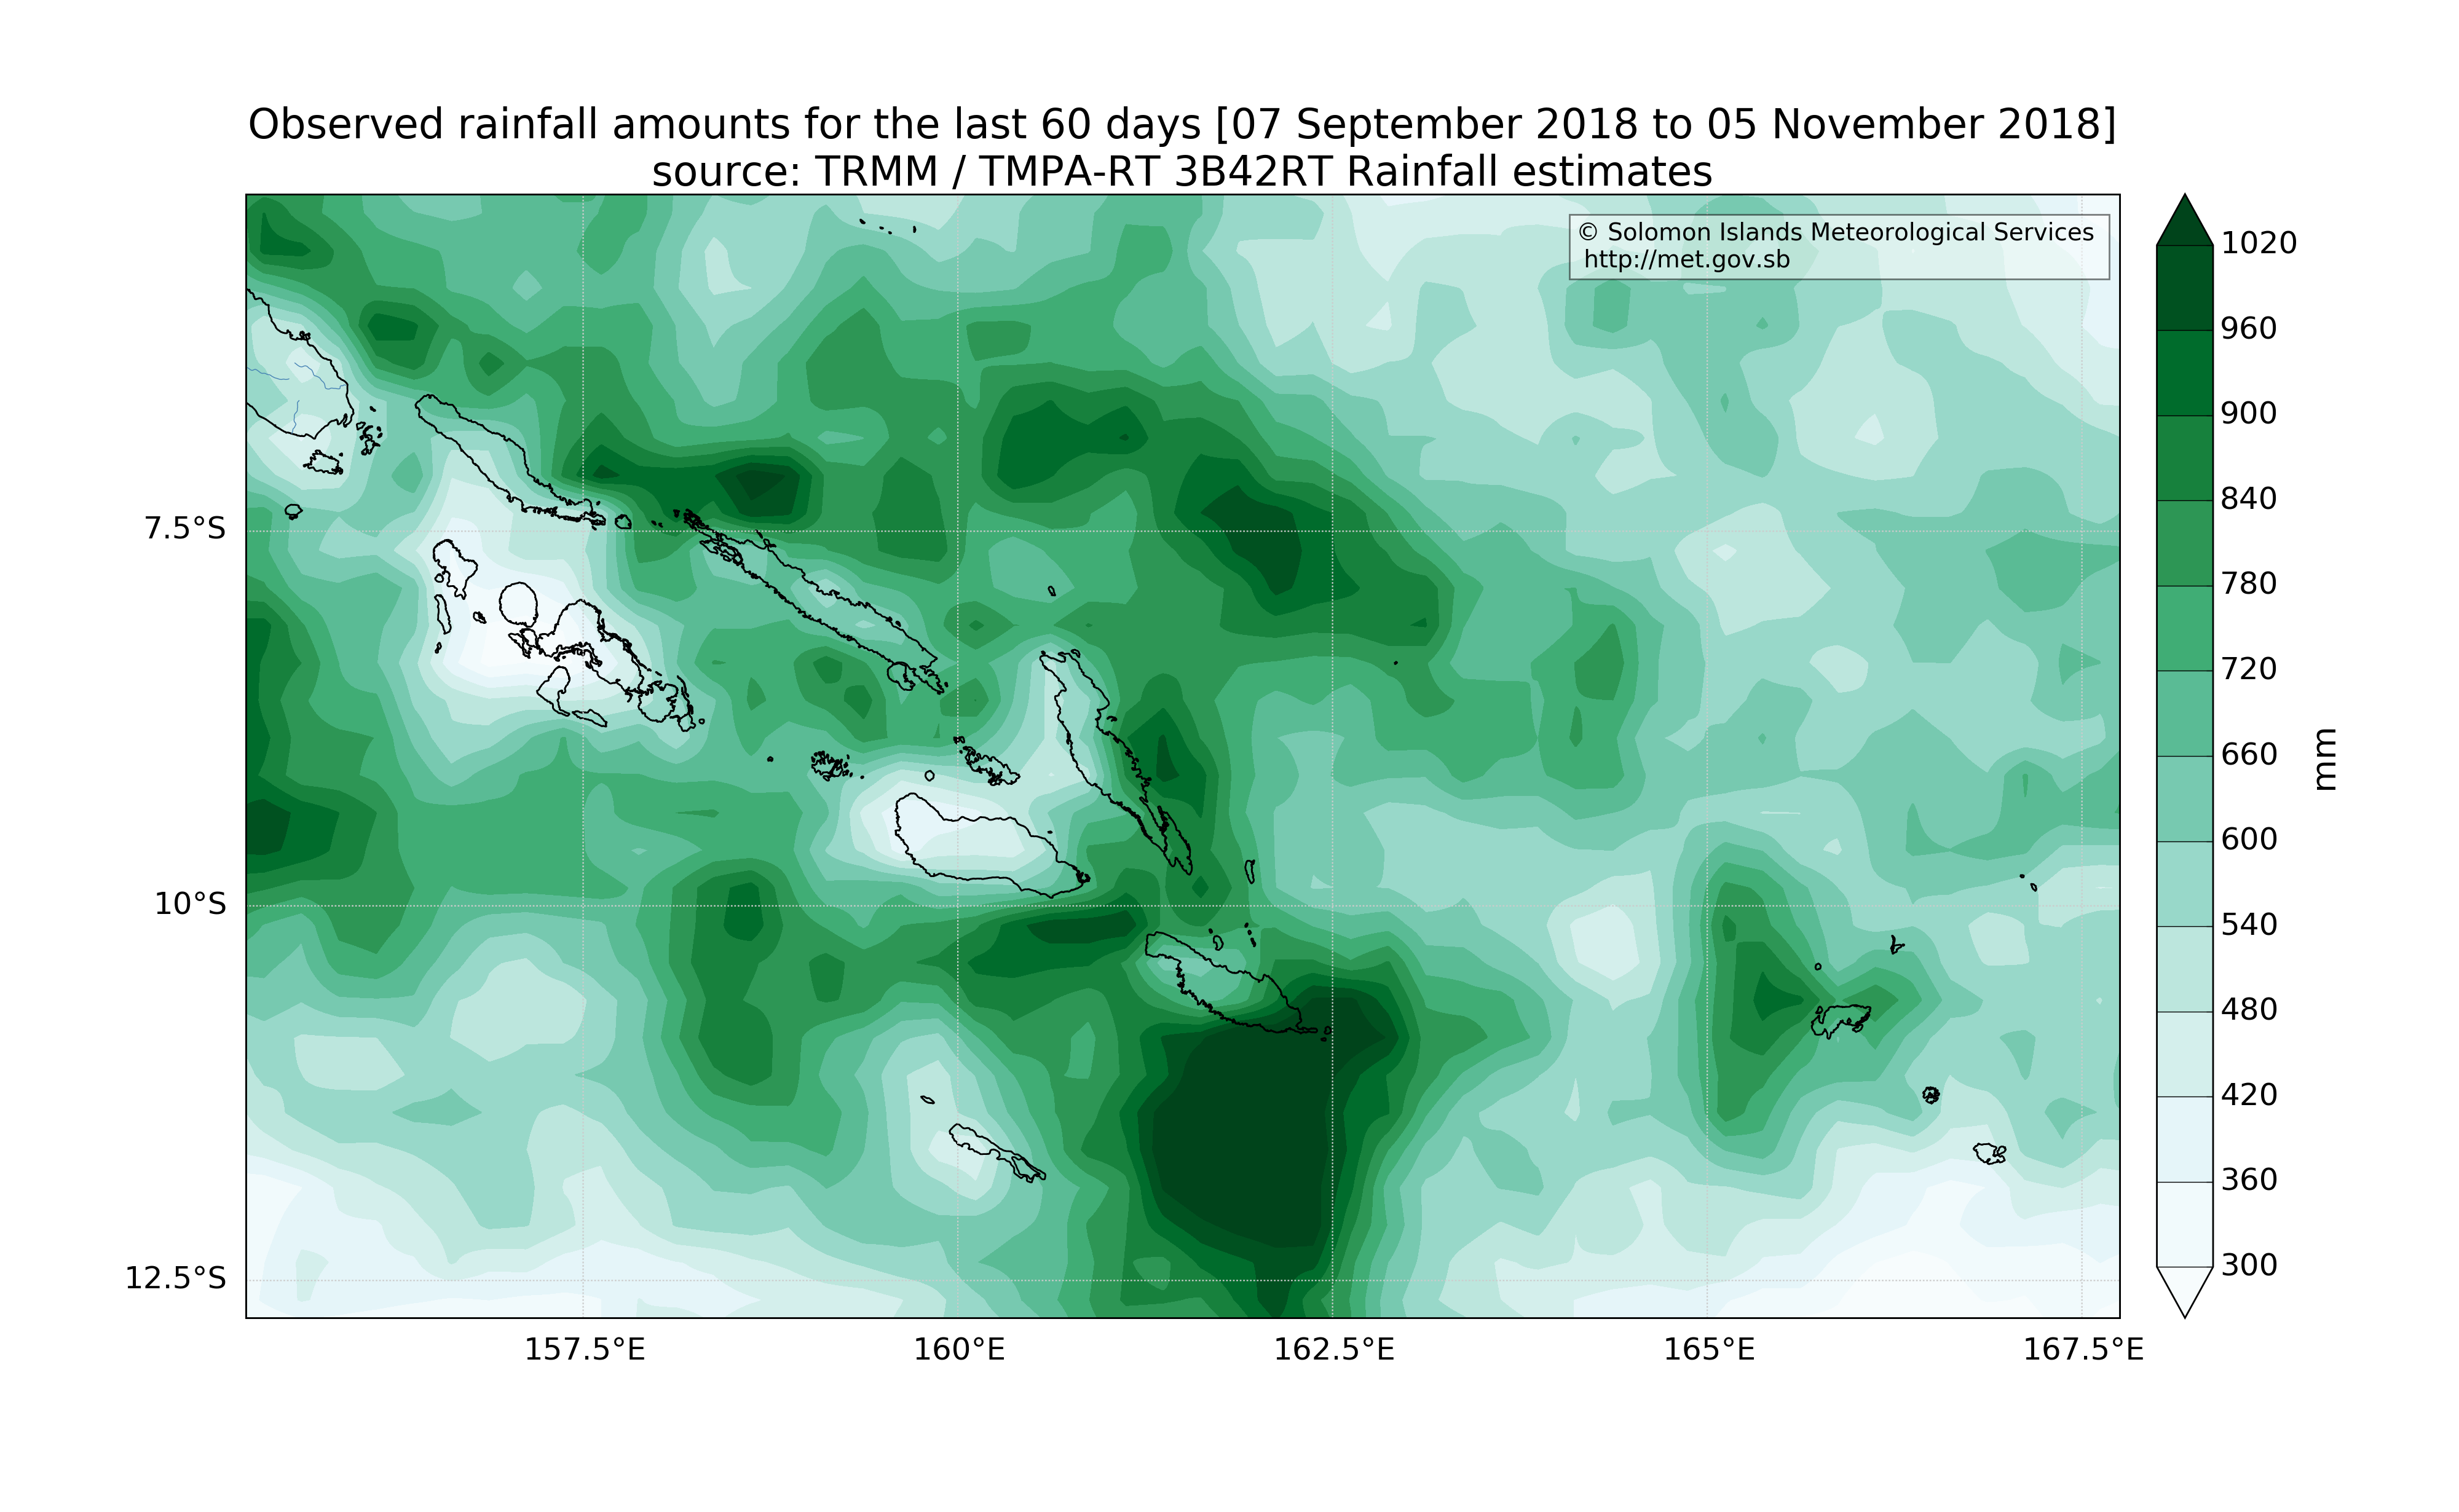 Observed rainfall amounts for the last 60 days [07 September 2018 to 05 November 2018]
source: TRMM / TMPA-RT 3B42RT Rainfall estimates
© Solomon Islands Meteorological Services
http://met.gov.sb
7.5°S
10°S
12.5°S
157.5°E
160°E
162.5°E
165°E
167.5°E
1020
960
900
840
780
720
660
600
540
480
420
360
300
mm